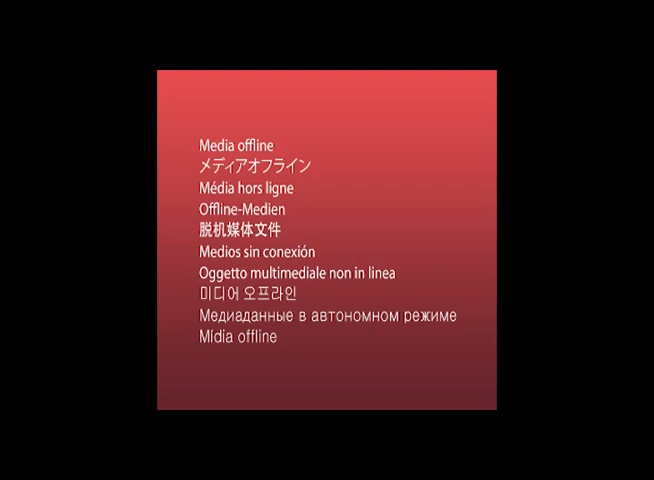 Media offline
メディアオフライン
Média hors ligne
Offline-Medien
脱机媒体文件
Medios sin conexión
Oggetto multimediale non in linea
미디어 오프라인
Медиаданные в автономном режиме
Mídia offline